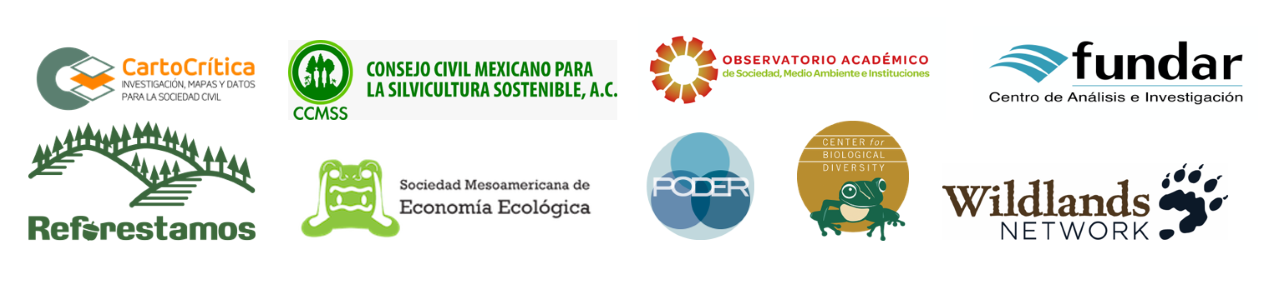 CartoCrítica
INVESTIGACIÓN, MAPAS Y DATOS
PARA LA SOCIEDAD CIVIL
CCMSS
CONSEJO CIVIL MEXICANO PARA
LA SILVICULTURA SOSTENIBLE, A.C.
OBSERVATORIO ACADÉMICO
de Sociedad, Medio Ambiente e Instituciones
fundar
Centro de Análisis e Investigación
Reforestamos
Sociedad Mesoamericana de
Economía Ecológica
PODER
CENTER for
BIOLOGICAL
DIVERSITY
Wildlands
NETWORK